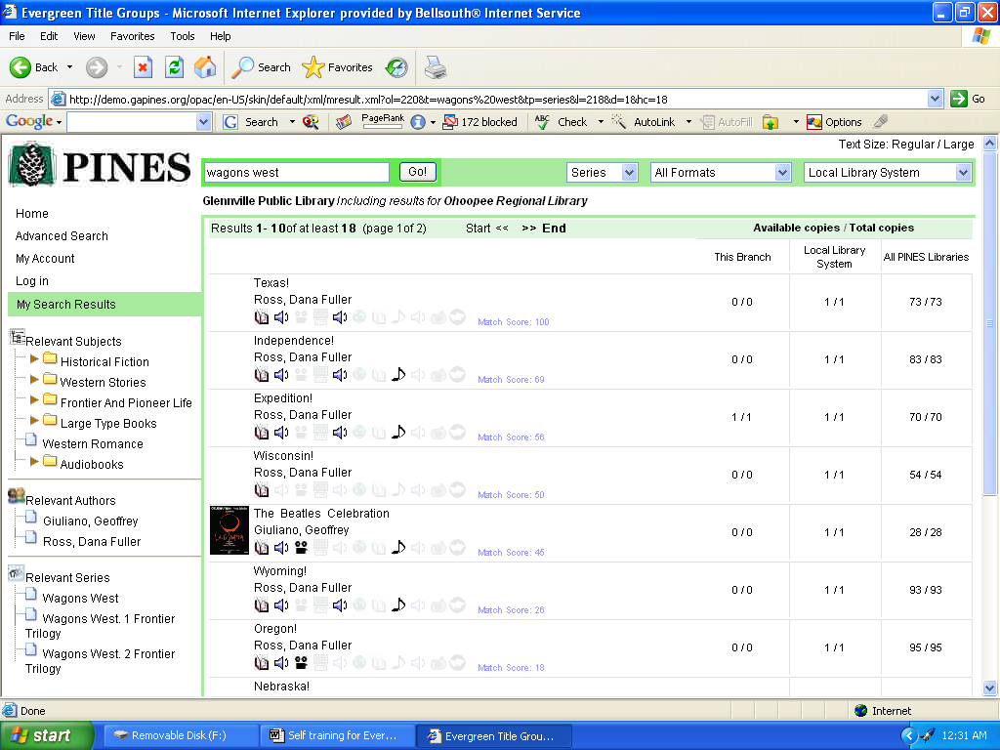 Evergreen Title Groups - Microsoft Internet Explorer provided by Bellsouth® Internet Service
File Edit View Favorites Tools Help
Back Search Favorites
Address http://demo.gapines.org/opac/en-US/skin/default/xml/mresult.xml?ol=220&t=wagons%20west&tp=series&l=218&d=1&hc=18 Go
Google G Search PageRank 172 blocked ABC Check AutoLink AutoFill Options
Text Size: Regular / Large
PINES
wagons west Go! Series All Formats Local Library System
Glennville Public Library Including results for Ohoopee Regional Library
Home
Advanced Search
My Account
Log in
My Search Results
Relevant Subjects
Historical Fiction
Western Stories
Frontier And Pioneer Life
Large Type Books
Western Romance
Audiobooks
Relevant Authors
Giuliano, Geoffrey
Ross, Dana Fuller
Relevant Series
Wagons West
Wagons West. 1 Frontier
Trilogy
Wagons West. 2 Frontier
Trilogy
Results 1- 10of at least 18 (page 1 of 2) Start << >> End
Available copies / Total copies
This Branch Local Library System All PINES Libraries
Texas!
Ross, Dana Fuller
Match Score: 100
0 / 0 1 / 1 73 / 73
Independence!
Ross, Dana Fuller
Match Score: 69
0 / 0 1 / 1 83 / 83
Expedition!
Ross, Dana Fuller
Match Score: 56
1 / 1 1 / 1 70 / 70
Wisconsin!
Ross, Dana Fuller
Match Score: 50
0 / 0 1 / 1 54 / 54
The Beatles Celebration
Giuliano, Geoffrey
Match Score: 45
0 / 0 1 / 1 28 / 28
Wyoming!
Ross, Dana Fuller
Match Score: 26
0 / 0 1 / 1 93 / 93
Oregon!
Ross, Dana Fuller
Match Score: 18
0 / 0 1 / 1 95 / 95
Nebraska!
Done Internet
start Removable Disk (F:) Self training for Ever... Evergreen Title Grou... 12:31 AM